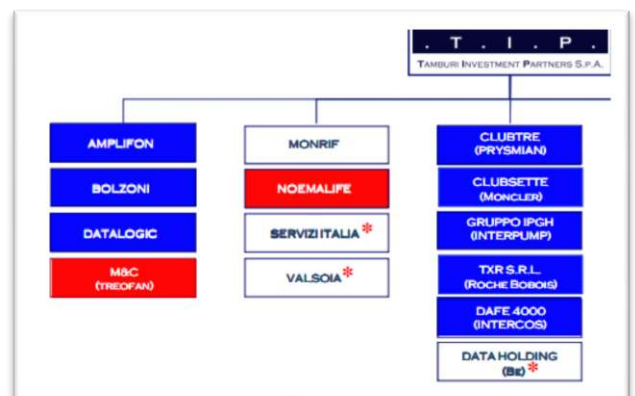 . T . I . P .
TAMBURI INVESTMENT PARTNERS S.P.A.
AMPLIFON
BOLZONI
DATALOGIC
M&C
(TREOFAN)
MONRIF
NOEMALIFE
SERVIZI ITALIA *
VALSOIA *
CLUBTRE
(PRYSMIAN)
CLUBSETTE
(MONCLER)
GRUPPO IPGH
(INTERPUMP)
TXR S.R.L.
(ROCHE BOBOIS)
DAFE 4000
(INTERCOS)
DATA HOLDING
(BE) *